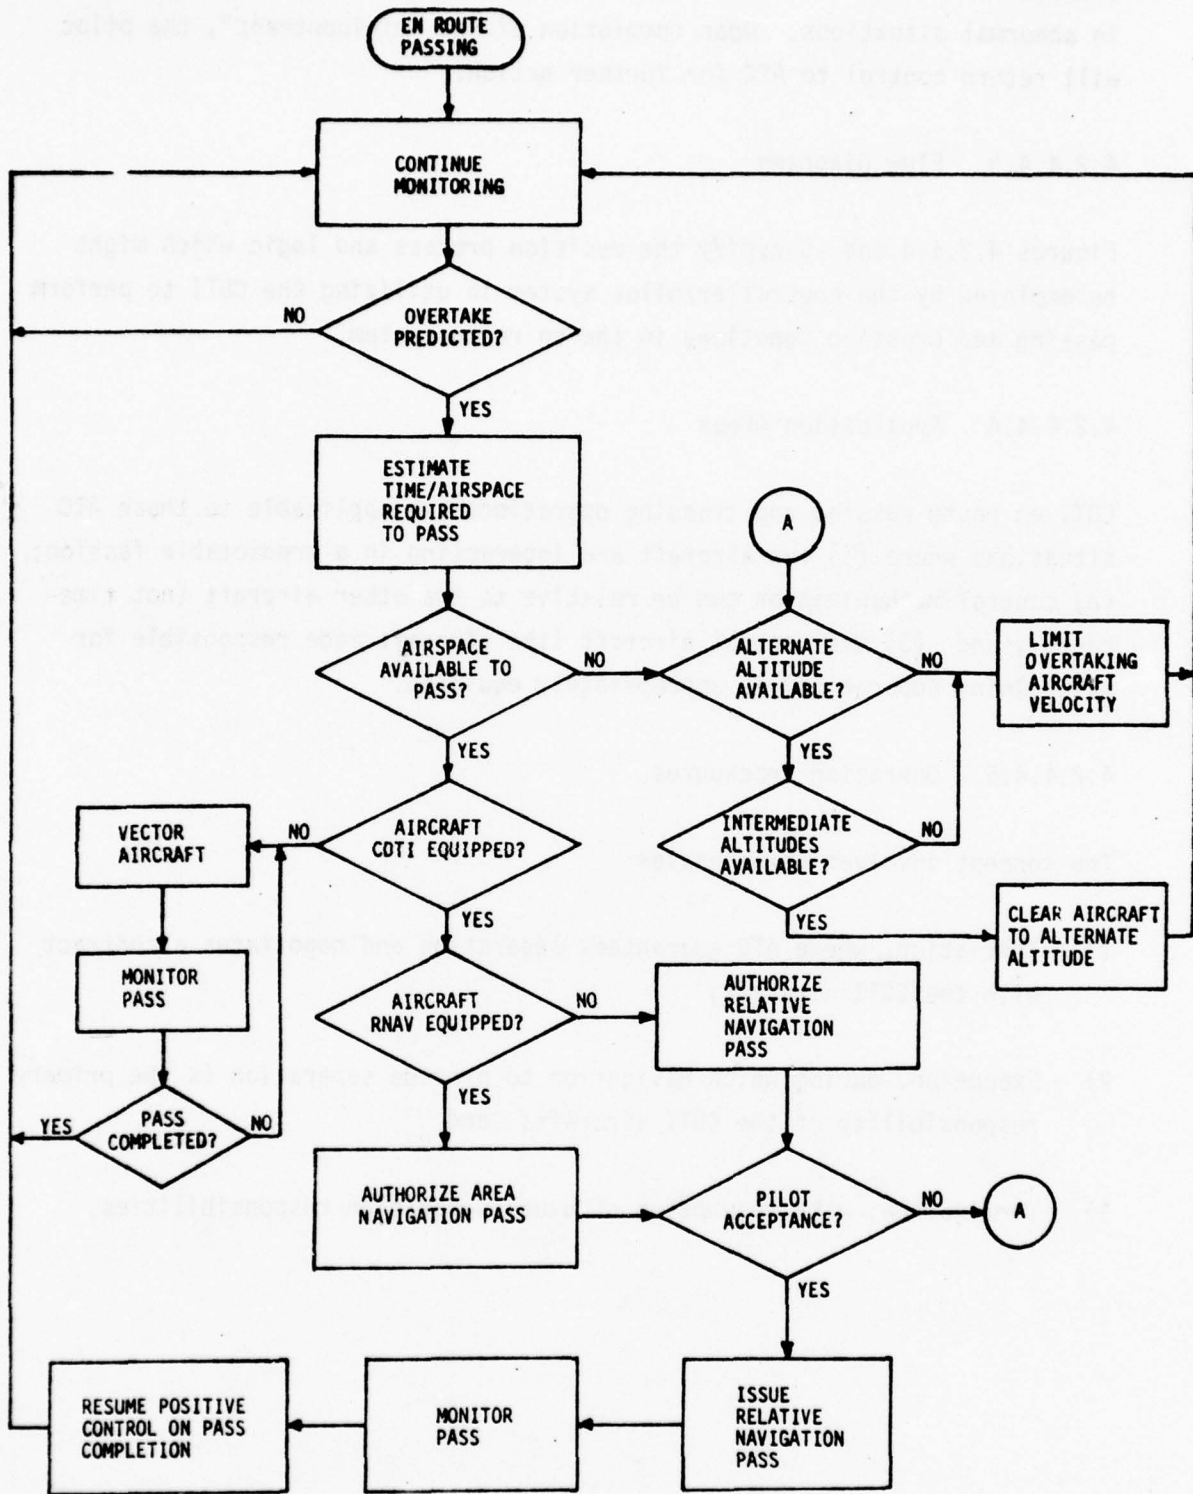 EN ROUTE
PASSING
CONTINUE
MONITORING
NO
OVERTAKE
PREDICTED?
YES
ESTIMATE
TIME/AIRSPACE
REQUIRED
TO PASS
A
AIRSPACE
AVAILABLE TO
PASS?
NO
ALTERNATE
ALTITUDE
AVAILABLE?
NO
LIMIT
OVERTAKING
AIRCRAFT
VELOCITY
YES
YES
VECTOR
AIRCRAFT
NO
AIRCRAFT
CDTI EQUIPPED?
INTERMEDIATE
ALTITUDES
AVAILABLE?
NO
YES
YES
CLEAR AIRCRAFT
TO ALTERNATE
ALTITUDE
MONITOR
PASS
AIRCRAFT
RNAV EQUIPPED?
NO
AUTHORIZE
RELATIVE
NAVIGATION
PASS
YES
YES
PASS
COMPLETED?
NO
AUTHORIZE AREA
NAVIGATION PASS
PILOT
ACCEPTANCE?
NO
A
YES
RESUME POSITIVE
CONTROL ON PASS
COMPLETION
MONITOR
PASS
ISSUE
RELATIVE
NAVIGATION
PASS